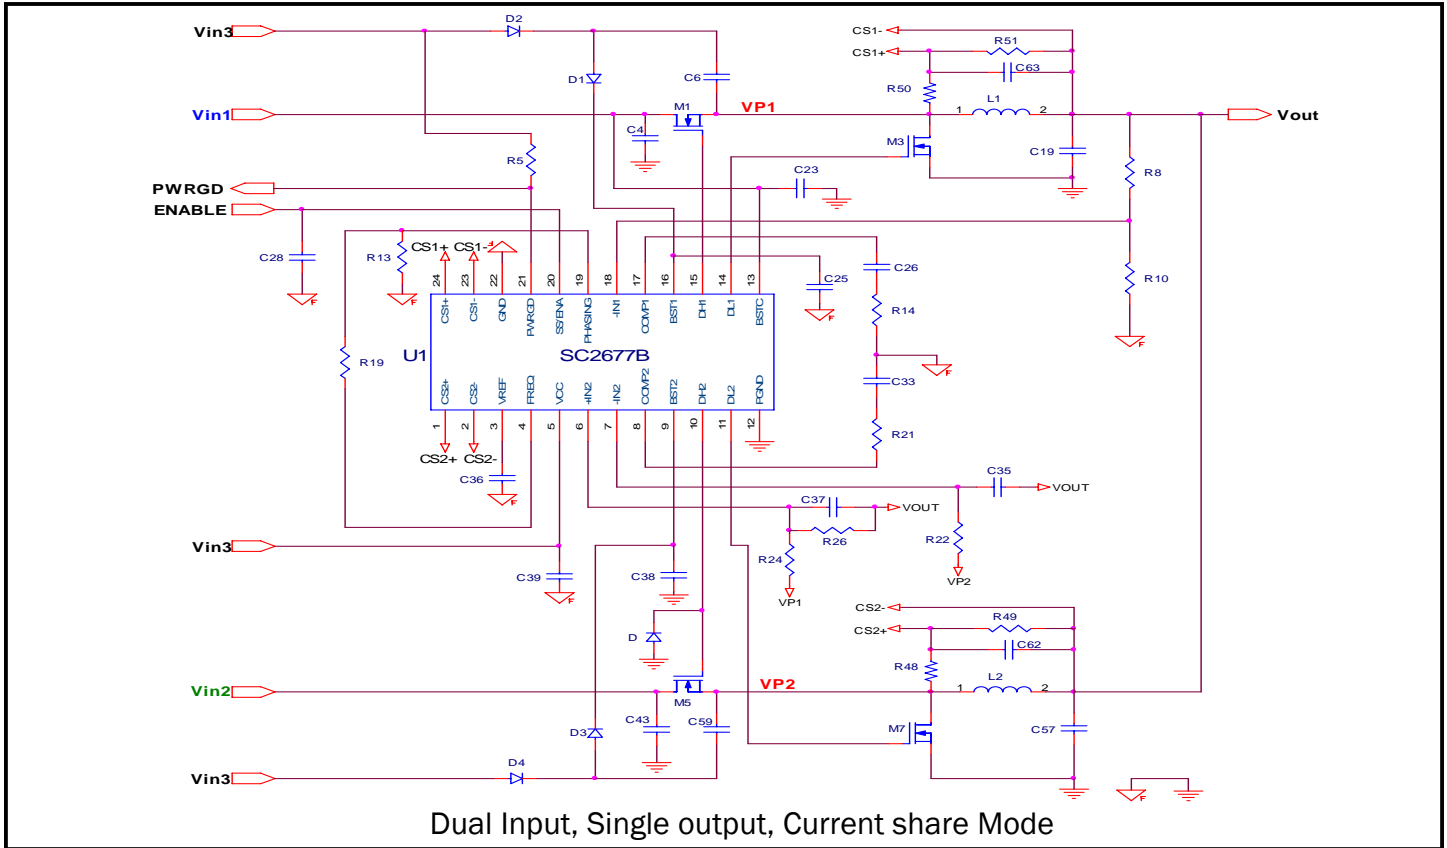 D2
Vin3
CS1-
R51
CS1+
C63
D1
C6
R50
L1
M1
VP1
1
2
Vin1
Vout
C4
M3
C19
R5
R8
C23
PWRGD
ENABLE
CS1+ CS1-
F
C28
R13
C26
R10
C25
24
23
22
21
20
19
18
17
16
15
14
13
F
F
F
R14
F
CS1+
CS1-
GND
PWRGD
SS/ENA
PHASING
-IN1
COMP1
BST1
DH1
DL1
BSTC
U1
SC2677B
R19
F
C33
CS2+
CS2-
VREF
FREQ
VCC
+IN2
-IN2
COMP2
BST2
DH2
DL2
PGND
1
2
3
4
5
6
7
8
9
10
11
12
R21
CS2+ CS2-
C36
F
C35
VOUT
C37
VOUT
R26
R22
Vin3
R24
C39
C38
VP2
F
VP1
CS2-
R49
CS2+
D
C62
R48
L2
Vin2
VP2
1
2
M5
C43
C59
M7
C57
D3
D4
Vin3
F
Dual Input, Single output, Current share Mode